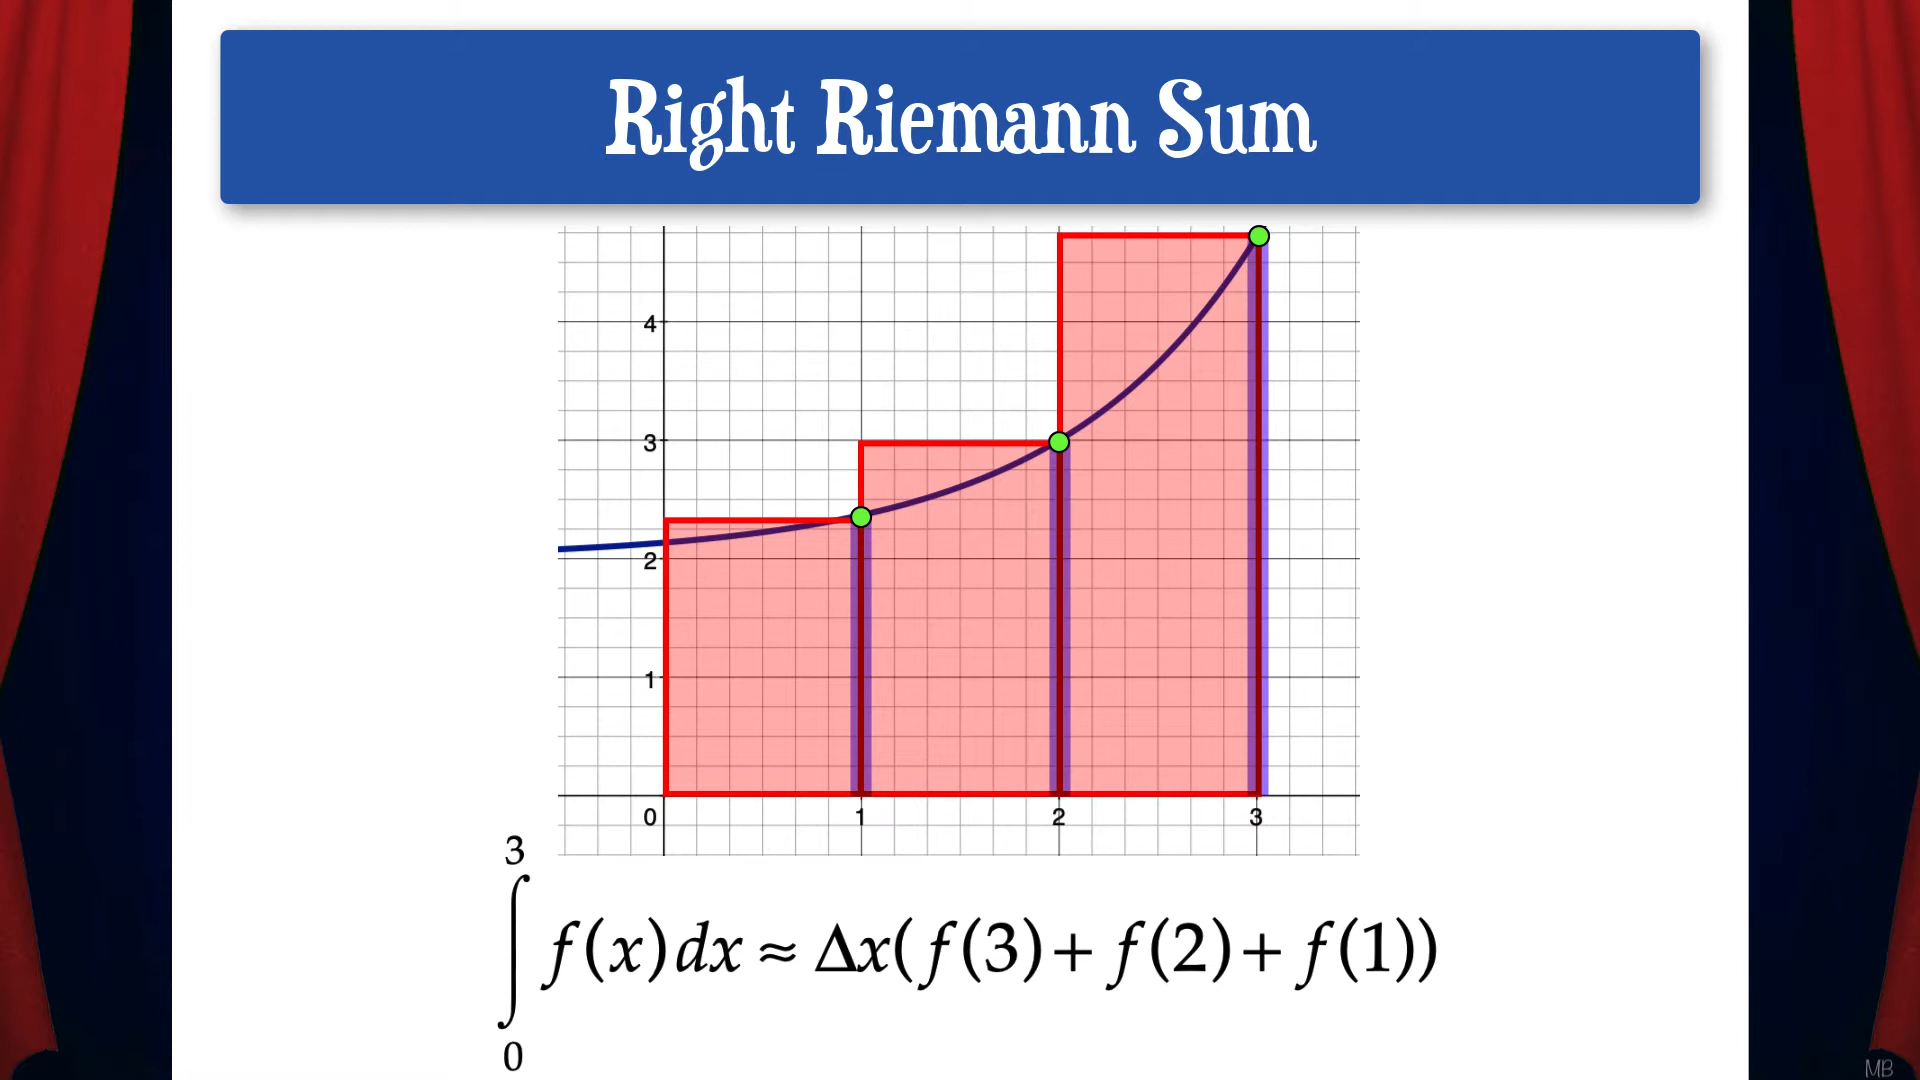 Right Riemann Sum
4
3
2
1
0 1 2 3
3
∫ f(x)dx ≈ Δx(f(3)+ f(2)+ f(1))
0
MB